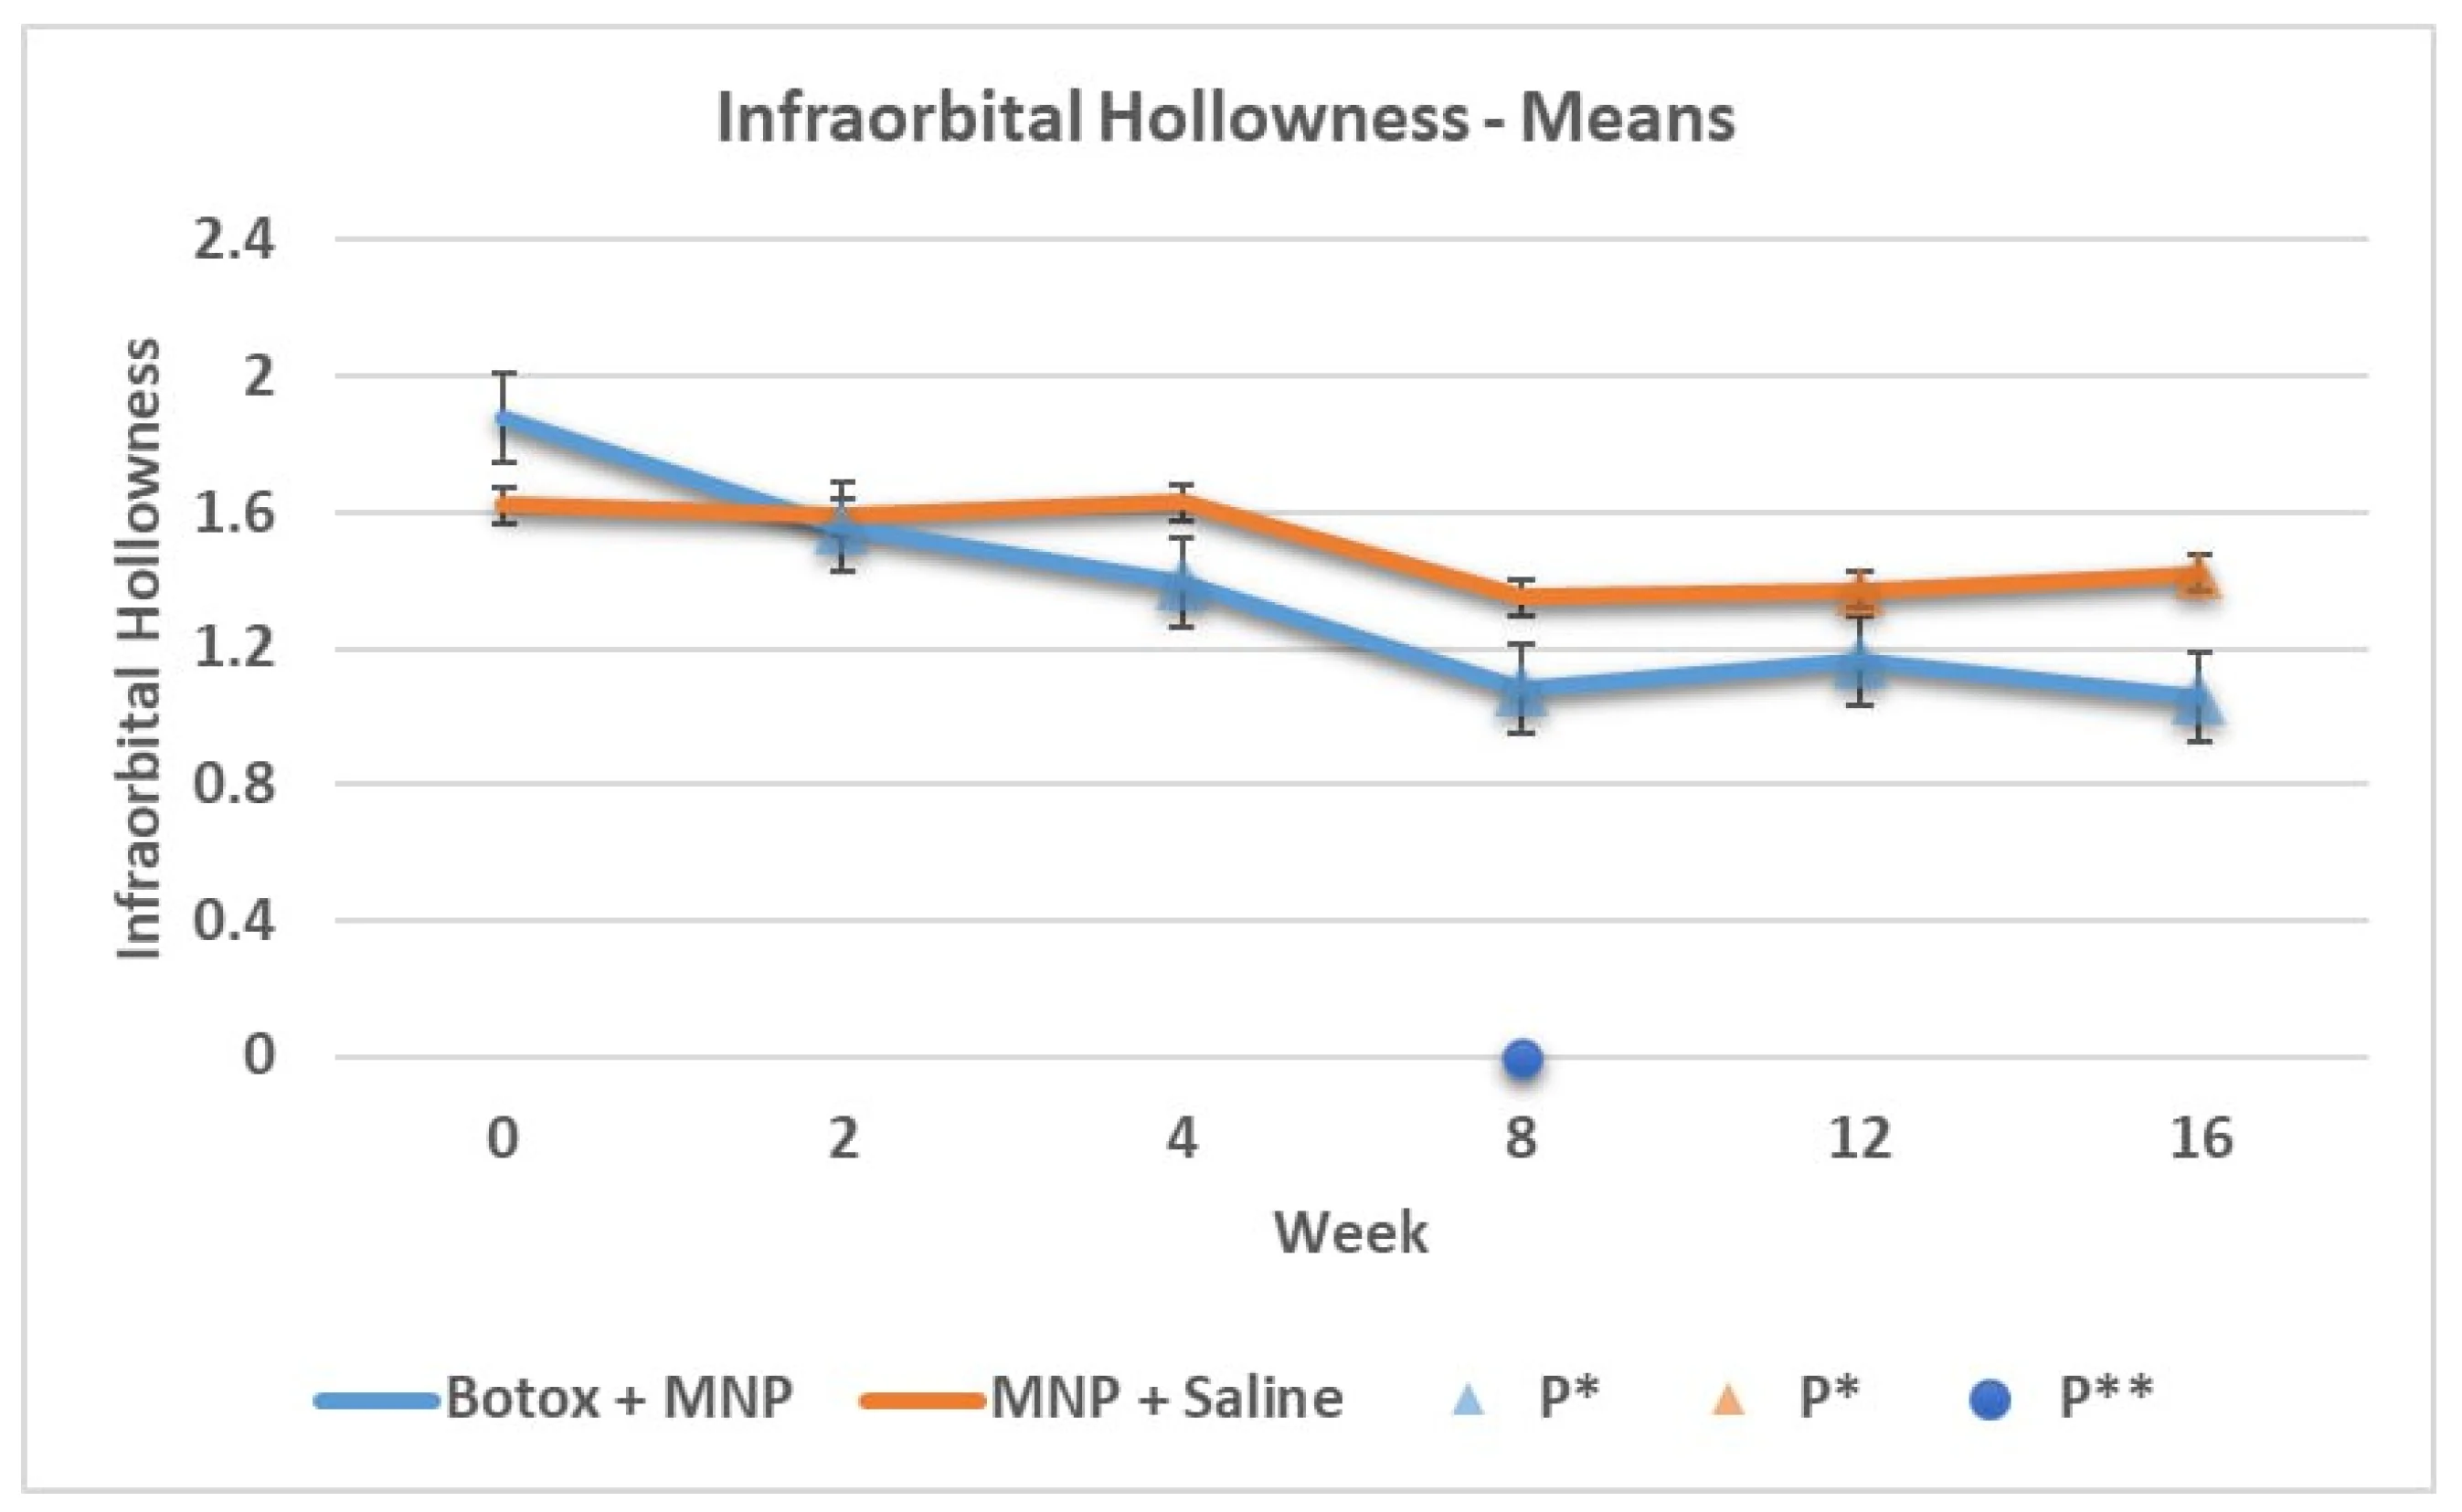 Infraorbital Hollowness - Means
Infraorbital Hollowness
2.4
2
1.6
1.2
0.8
0.4
0
0 2 4 8 12 16
Week
Botox + MNP MNP + Saline P* P* P**